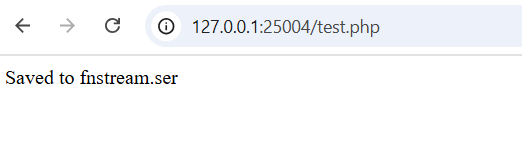 127.0.0.1:25004/test.php
Saved to fnstream.ser